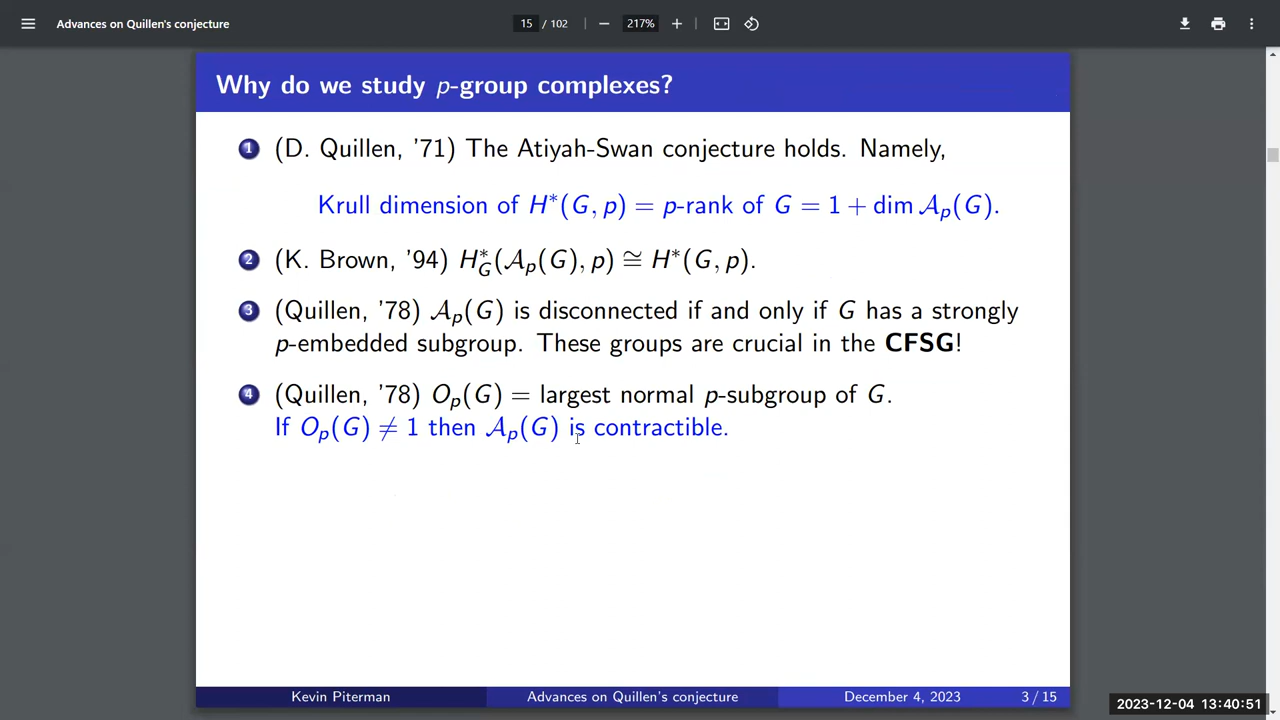 Advances on Quillen's conjecture
15 / 102
217%
Why do we study p-group complexes?
1 (D. Quillen, '71) The Atiyah-Swan conjecture holds. Namely,
Krull dimension of H*(G, p) = p-rank of G = 1 + dim 𝒜ₚ(G).
2 (K. Brown, '94) H*_G(𝒜ₚ(G), p) ≅ H*(G, p).
3 (Quillen, '78) 𝒜ₚ(G) is disconnected if and only if G has a strongly
p-embedded subgroup. These groups are crucial in the CFSG!
4 (Quillen, '78) Oₚ(G) = largest normal p-subgroup of G.
If Oₚ(G) ≠ 1 then 𝒜ₚ(G) is contractible.
Kevin Piterman Advances on Quillen's conjecture December 4, 2023 3 / 15
2023-12-04 13:40:51